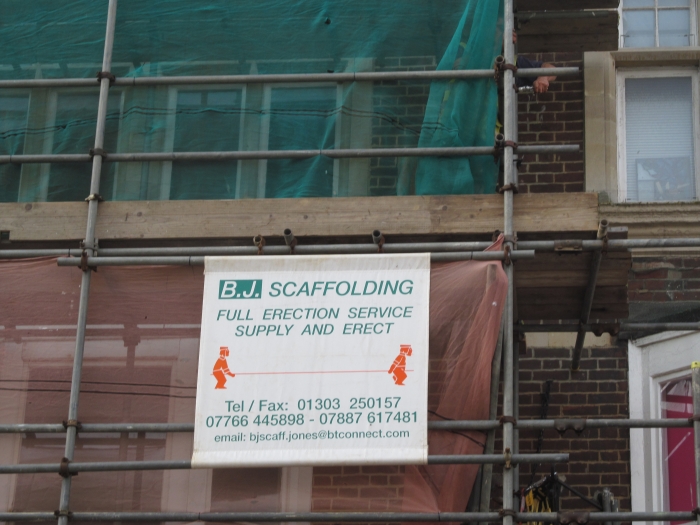 B.J. SCAFFOLDING
FULL ERECTION SERVICE
SUPPLY AND ERECT
Tel / Fax: 01303 250157
07766 445898 - 07887 617481
email: bjscaff.jones@btconnect.com